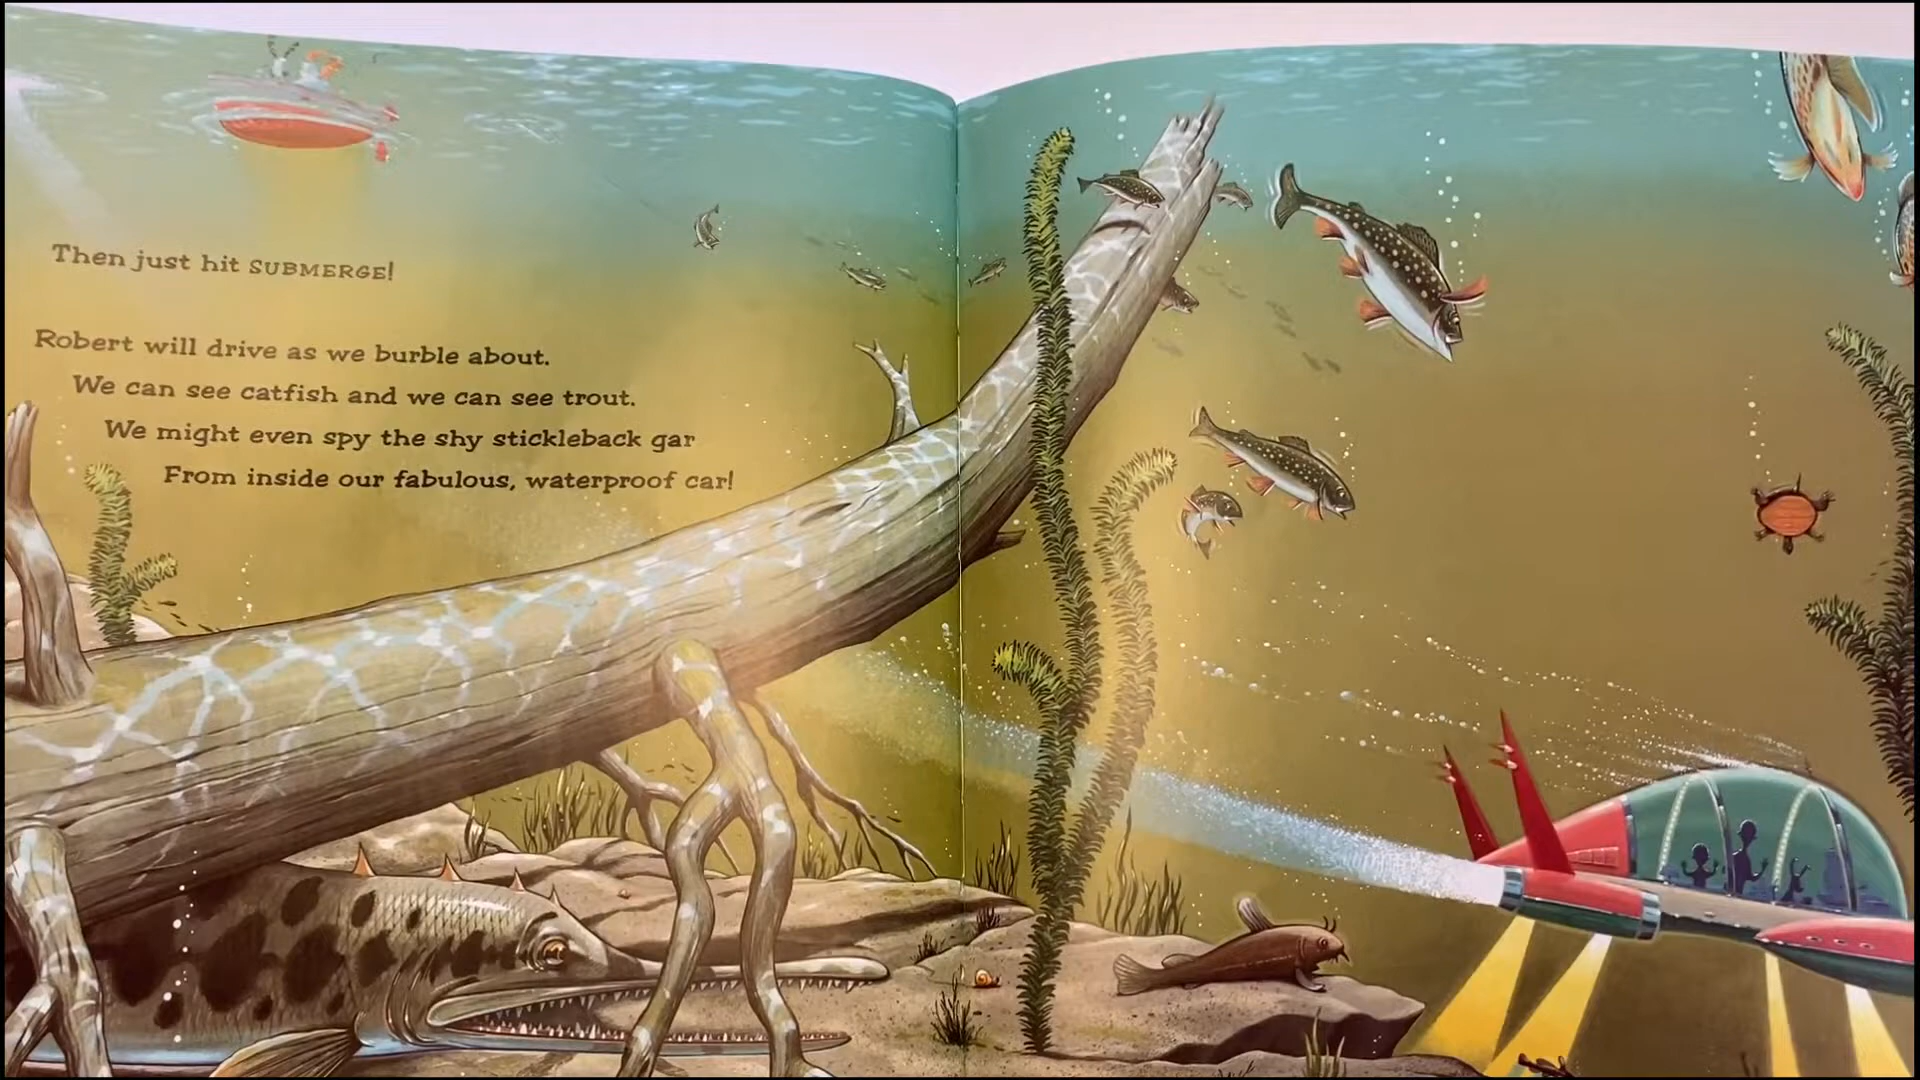 Then just hit SUBMERGE!
Robert will drive as we burble about.
We can see catfish and we can see trout.
We might even spy the shy stickleback gar
From inside our fabulous, waterproof car!